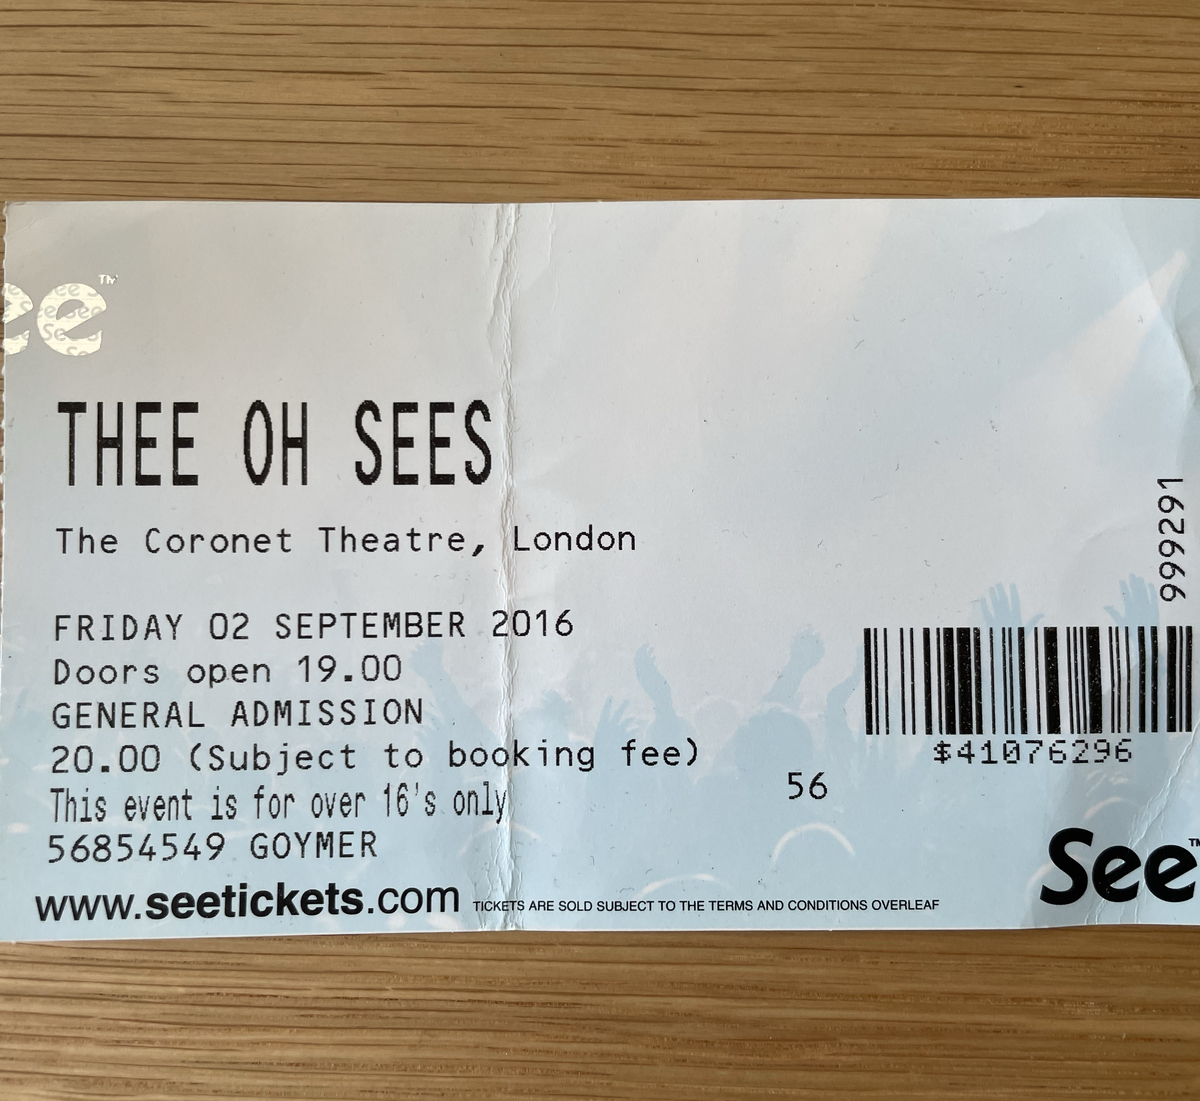 ee™
THEE OH SEES
The Coronet Theatre, London
FRIDAY 02 SEPTEMBER 2016
Doors open 19.00
GENERAL ADMISSION
20.00 (Subject to booking fee)
This event is for over 16's only
56854549 GOYMER
56
999291
$41076296
See™
www.seetickets.com TICKETS ARE SOLD SUBJECT TO THE TERMS AND CONDITIONS OVERLEAF